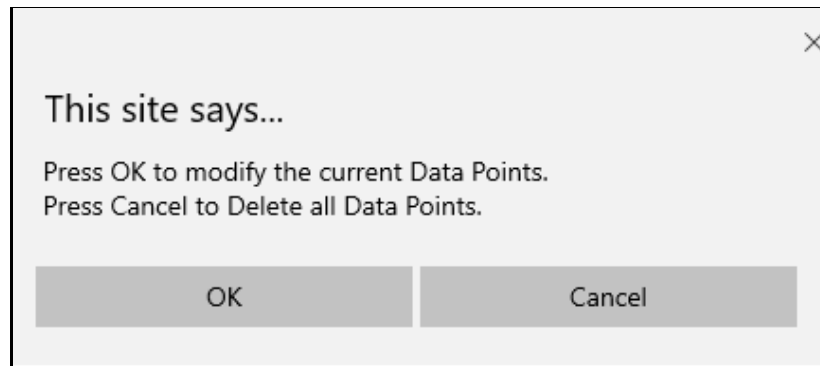 This site says...
Press OK to modify the current Data Points.
Press Cancel to Delete all Data Points.
OK
Cancel